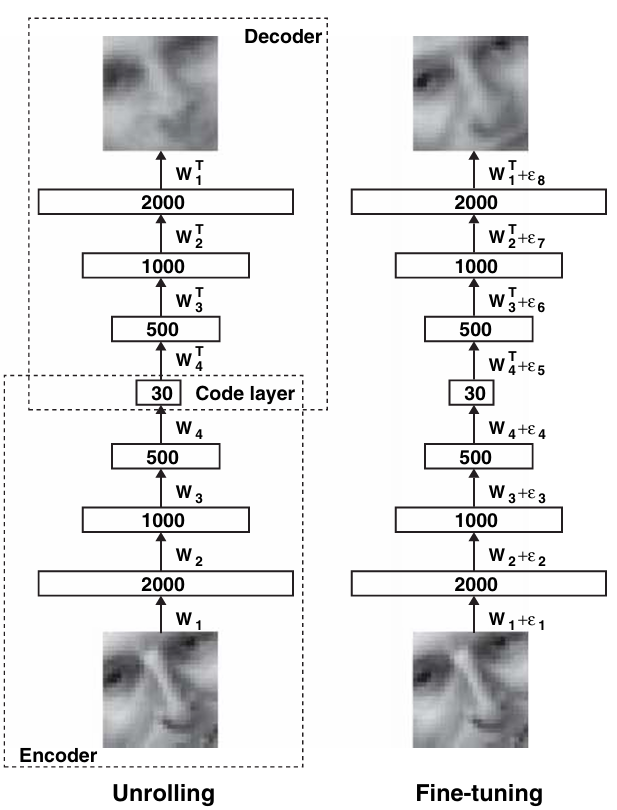 Decoder
W₁ᵀ
2000
W₂ᵀ
1000
W₃ᵀ
500
W₄ᵀ
30
Code layer
W₄
500
W₃
1000
W₂
2000
W₁
Encoder
Unrolling
W₁ᵀ+ε₈
2000
W₂ᵀ+ε₇
1000
W₃ᵀ+ε₆
500
W₄ᵀ+ε₅
30
W₄+ε₄
500
W₃+ε₃
1000
W₂+ε₂
2000
W₁+ε₁
Fine-tuning